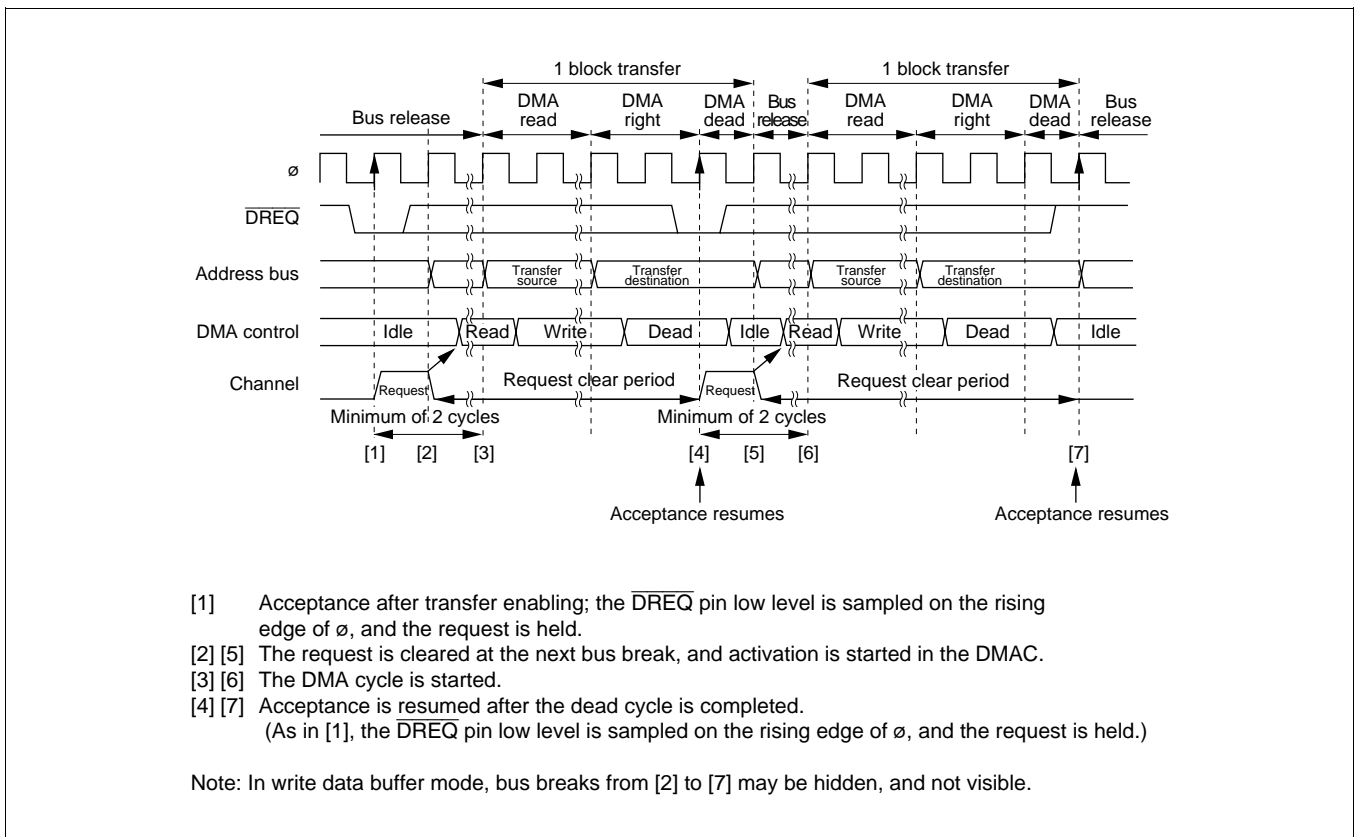 1 block transfer 1 block transfer
Bus release DMA read DMA right DMA dead Bus release DMA read DMA right DMA dead Bus release
ø
DREQ
Address bus Transfer source Transfer destination Transfer source Transfer destination
DMA control Idle Read Write Dead Idle Read Write Dead Idle
Channel Request Request clear period Request Request clear period
Minimum of 2 cycles Minimum of 2 cycles
[1] [2] [3] [4] [5] [6] [7]
Acceptance resumes Acceptance resumes
[1] Acceptance after transfer enabling; the DREQ pin low level is sampled on the rising
edge of ø, and the request is held.
[2] [5] The request is cleared at the next bus break, and activation is started in the DMAC.
[3] [6] The DMA cycle is started.
[4] [7] Acceptance is resumed after the dead cycle is completed.
(As in [1], the DREQ pin low level is sampled on the rising edge of ø, and the request is held.)
Note: In write data buffer mode, bus breaks from [2] to [7] may be hidden, and not visible.